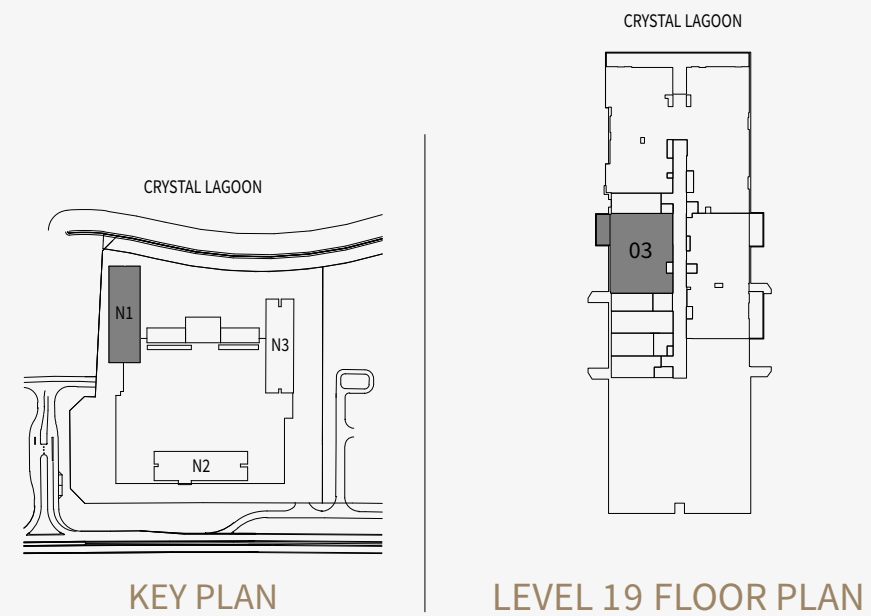 CRYSTAL LAGOON
N1
N3
N2
KEY PLAN
CRYSTAL LAGOON
03
LEVEL 19 FLOOR PLAN